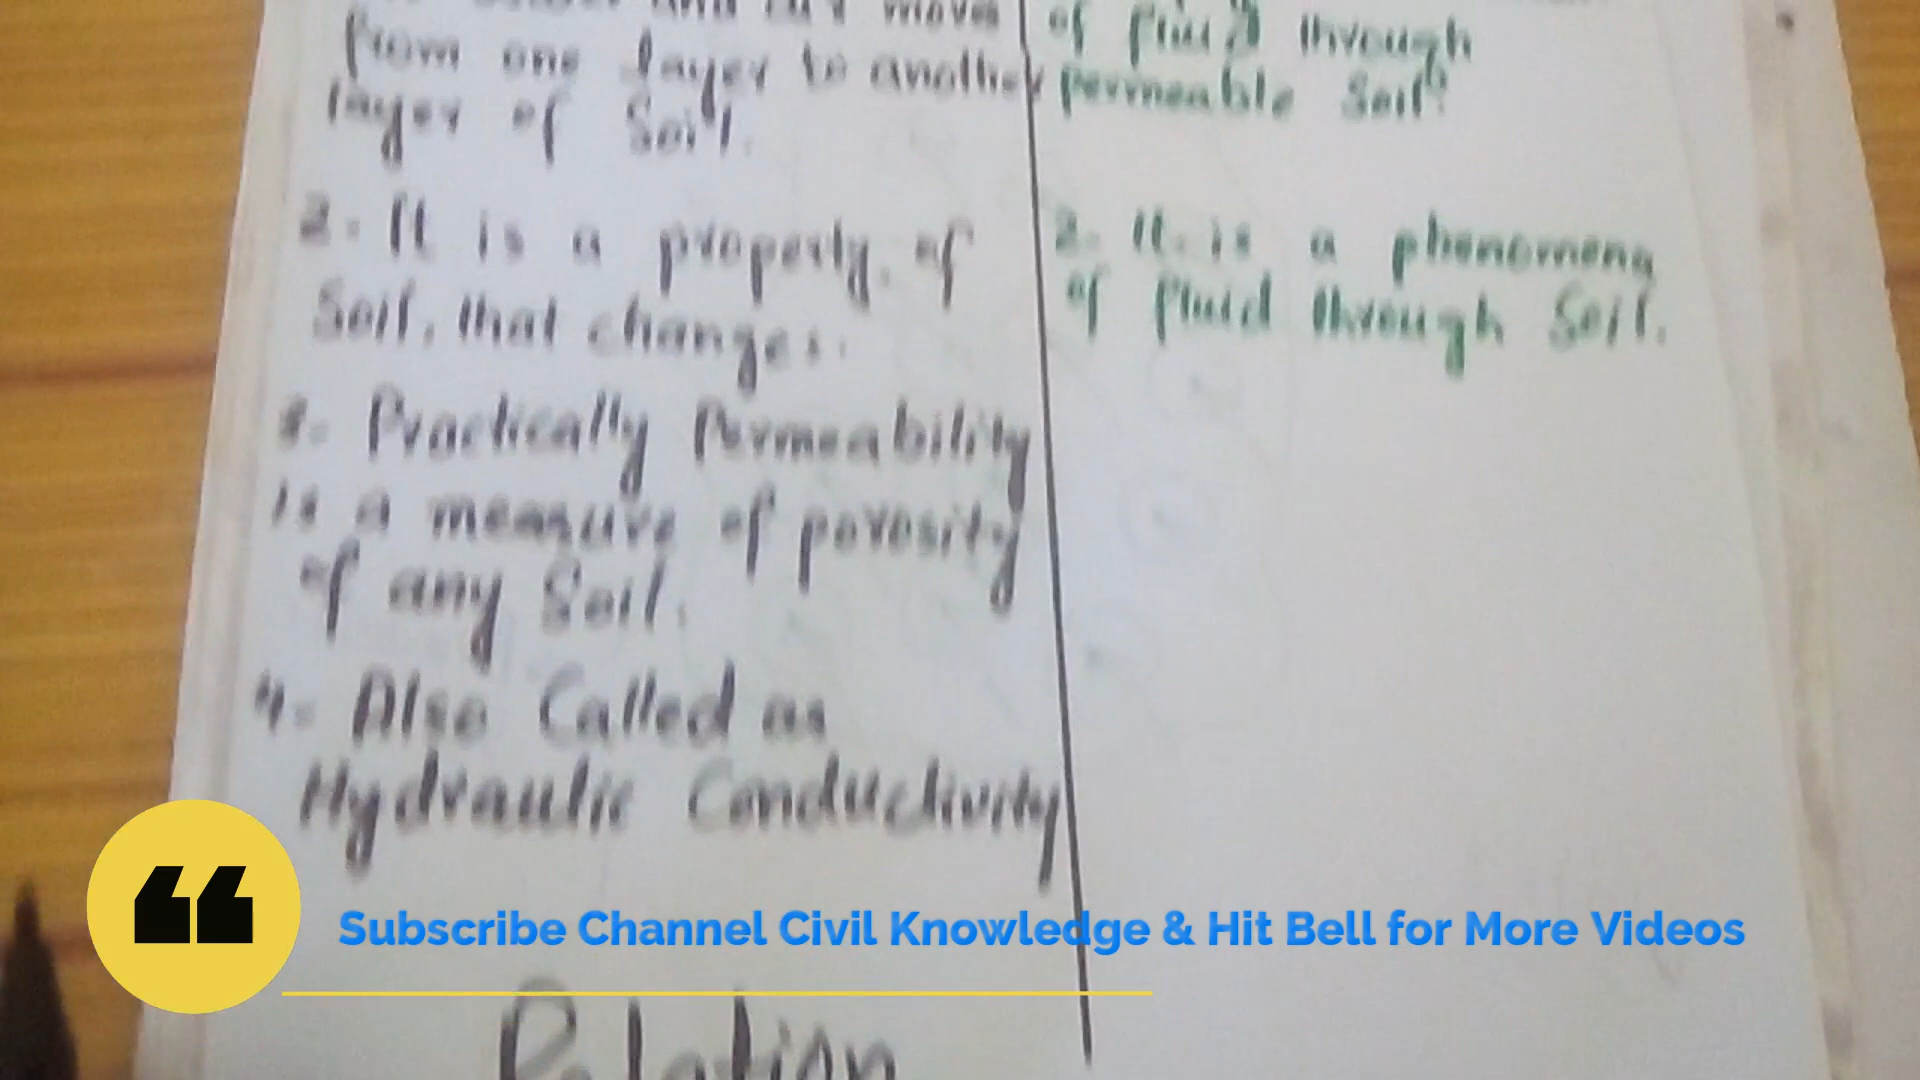 moves
from one layer to another
layer of Soil.
2. It is a property of
Soil, that changes.
3. Practically Permeability
is a measure of porosity
of any Soil.
4. Also Called as
Hydraulic Conductivity
of fluid through
permeable Soil.
2. It is a phenomena
of fluid through Soil.
Subscribe Channel Civil Knowledge & Hit Bell for More Videos
Relation